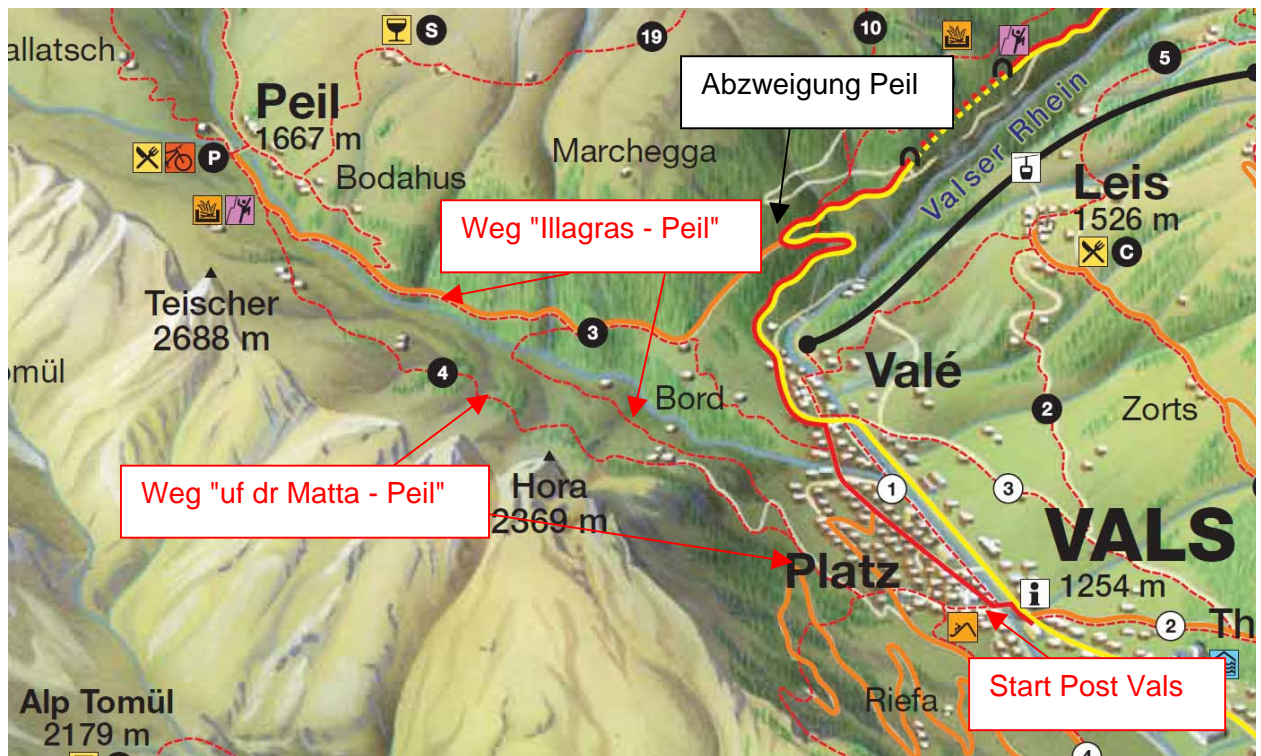 allatsch
S
19
10
5
Abzweigung Peil
Peil
1667 m
P
Marchegga
Bodahus
Valser Rhein
Leis
1526 m
C
Weg "Illagras - Peil"
Teischer
2688 m
3
omül
4
Valé
Bord
2
Zorts
Weg "uf dr Matta - Peil"
Hora
2369 m
1
3
VALS
1254 m
Platz
i
2
Th
Start Post Vals
Riefa
Alp Tomül
2179 m
4